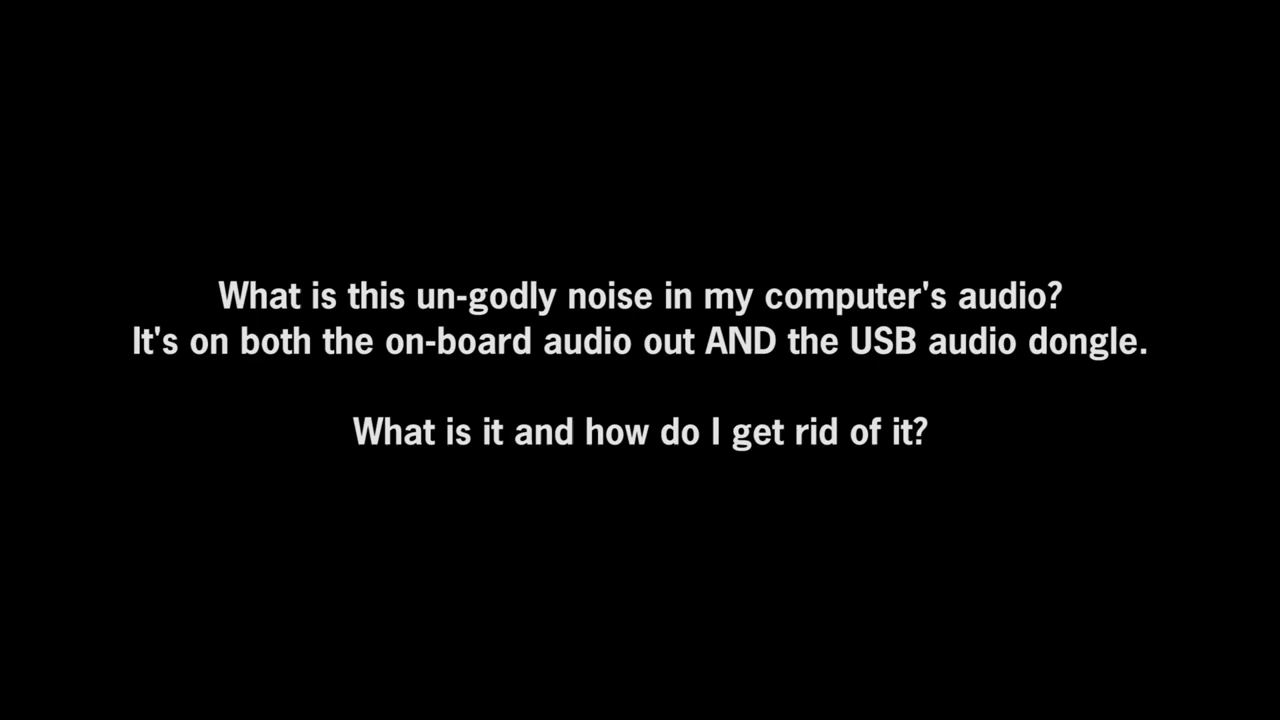 What is this un-godly noise in my computer's audio?
It's on both the on-board audio out AND the USB audio dongle.
What is it and how do I get rid of it?